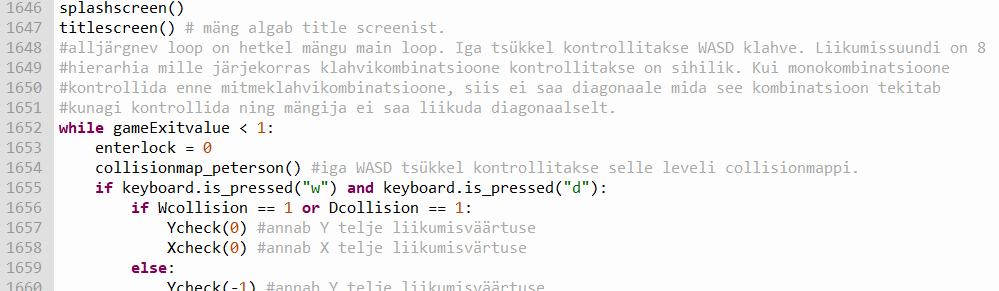 1646 splashscreen()
1647 titlescreen() # mäng algab title screenist.
1648 #alljärgnev loop on hetkel mängu main loop. Iga tsükkel kontrollitakse WASD klahve. Liikumissuundi on 8
1649 #hierarhia mille järjekorras klahvikombinatsioone kontrollitakse on sihilik. Kui monokombinatsioone
1650 #kontrollida enne mitmeklahvikombinatsioone, siis ei saa diagonaale mida see kombinatsioon tekitab
1651 #kunagi kontrollida ning mängija ei saa liikuda diagonaalselt.
1652 while gameExitvalue < 1:
1653 enterlock = 0
1654 collisionmap_peterson() #iga WASD tsükkel kontrollitakse selle leveli collisionmappi.
1655 if keyboard.is_pressed("w") and keyboard.is_pressed("d"):
1656 if Wcollision == 1 or Dcollision == 1:
1657 Ycheck(0) #annab Y telje liikumisväärtuse
1658 Xcheck(0) #annab X telje liikumisvärtuse
1659 else:
1660 Ycheck(-1) #annab Y telje liikumisväärtuse